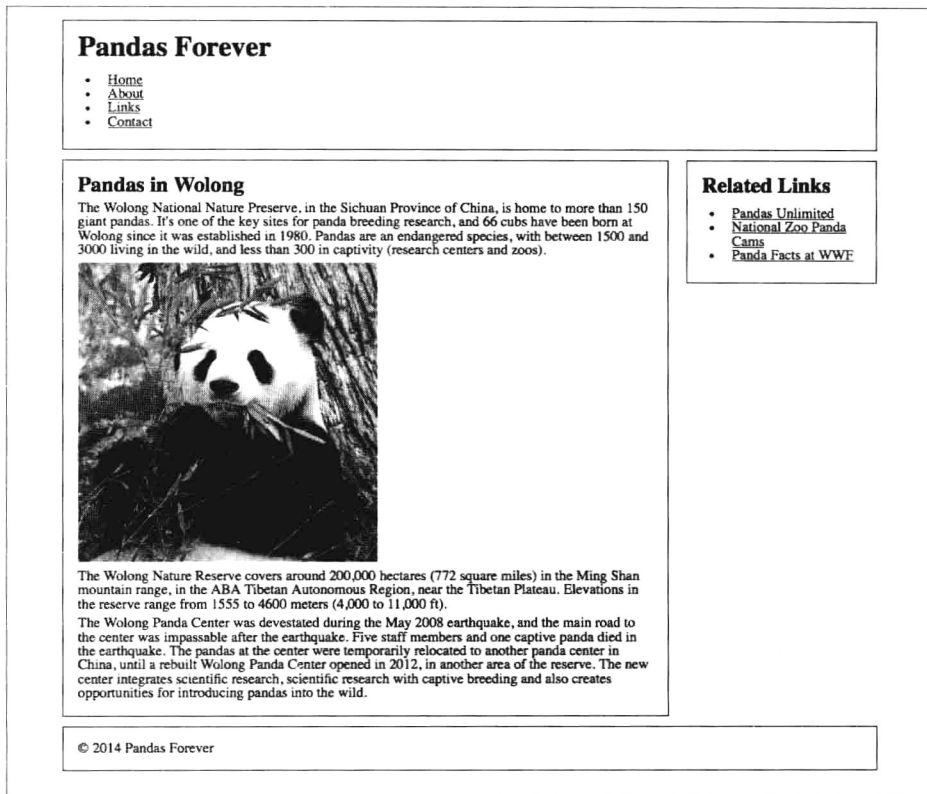 Pandas Forever
Home
About
Links
Contact
Pandas in Wolong
The Wolong National Nature Preserve, in the Sichuan Province of China, is home to more than 150
giant pandas. It's one of the key sites for panda breeding research, and 66 cubs have been born at
Wolong since it was established in 1980. Pandas are an endangered species, with between 1500 and
3000 living in the wild, and less than 300 in captivity (research centers and zoos).
The Wolong Nature Reserve covers around 200,000 hectares (772 square miles) in the Ming Shan
mountain range, in the ABA Tibetan Autonomous Region, near the Tibetan Plateau. Elevations in
the reserve range from 1555 to 4600 meters (4,000 to 11,000 ft).
The Wolong Panda Center was devestated during the May 2008 earthquake, and the main road to
the center was impassable after the earthquake. Five staff members and one captive panda died in
the earthquake. The pandas at the center were temporarily relocated to another panda center in
China, until a rebuilt Wolong Panda Center opened in 2012, in another area of the reserve. The new
center integrates scientific research, scientific research with captive breeding and also creates
opportunities for introducing pandas into the wild.
Related Links
Pandas Unlimited
National Zoo Panda
Cams
Panda Facts at WWF
© 2014 Pandas Forever